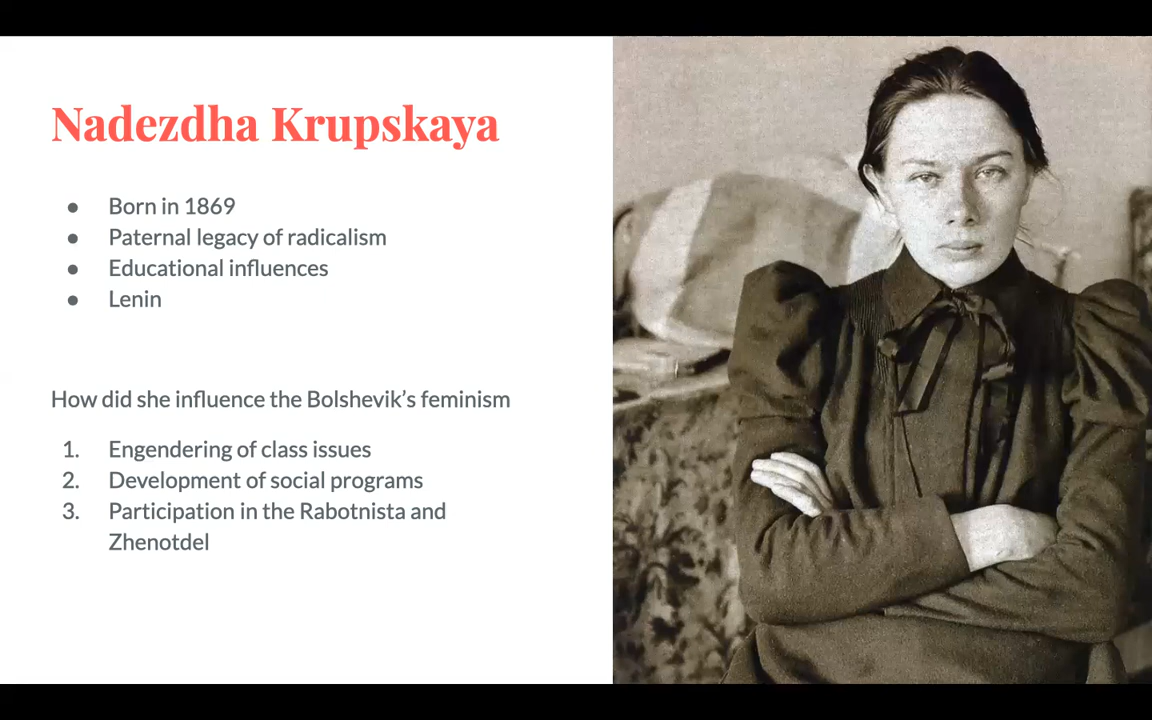 Nadezdha Krupskaya
● Born in 1869
● Paternal legacy of radicalism
● Educational influences
● Lenin
How did she influence the Bolshevik’s feminism
1. Engendering of class issues
2. Development of social programs
3. Participation in the Rabotnista and
Zhenotdel